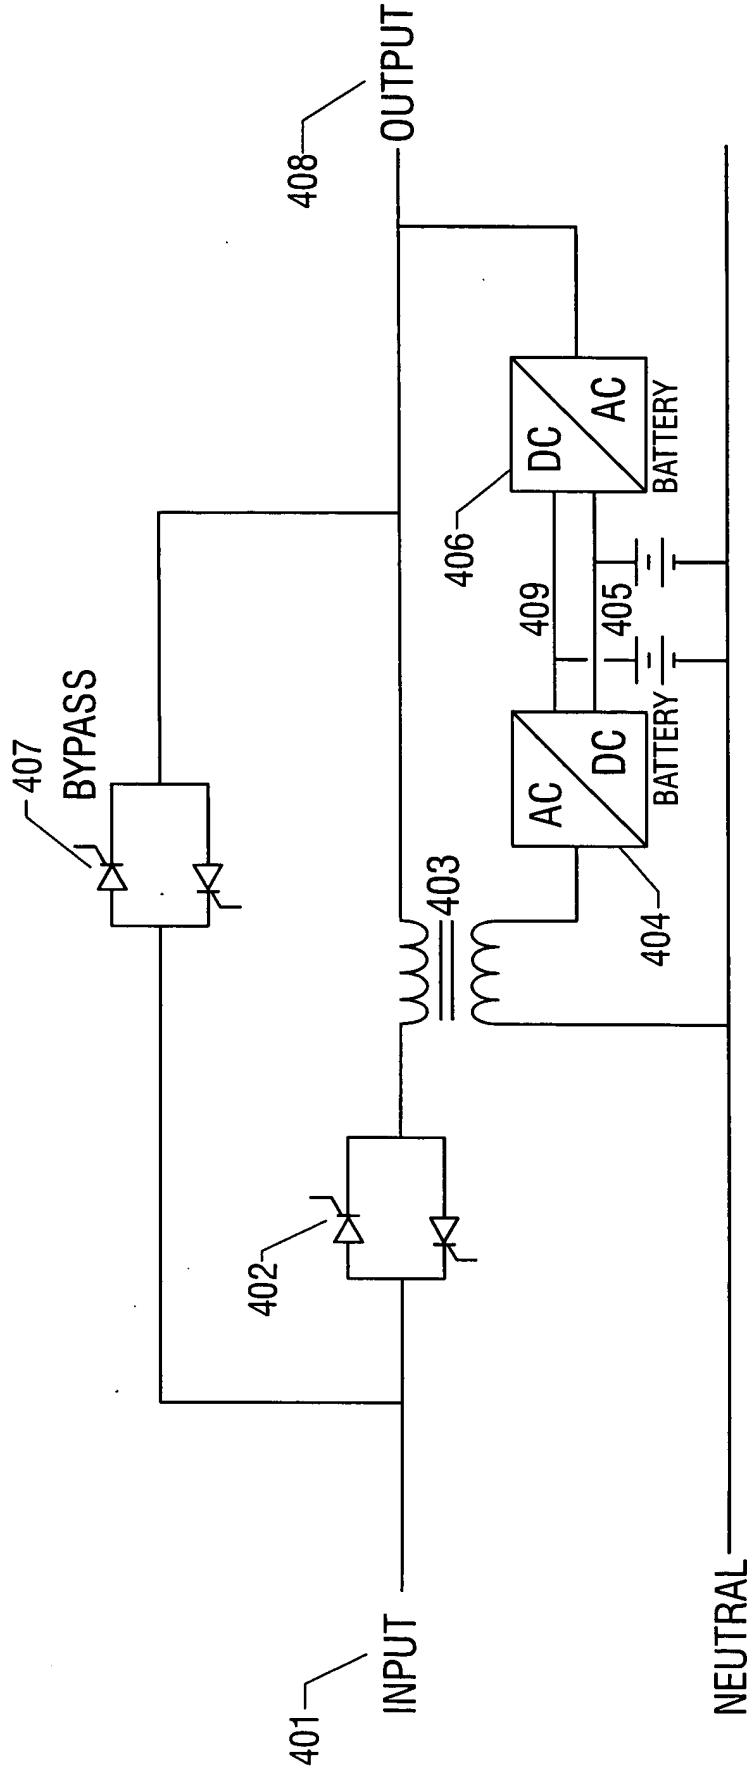 407
BYPASS
408
OUTPUT
402
401
INPUT
403
406
DC
AC
BATTERY
409
405
AC
DC
BATTERY
404
NEUTRAL